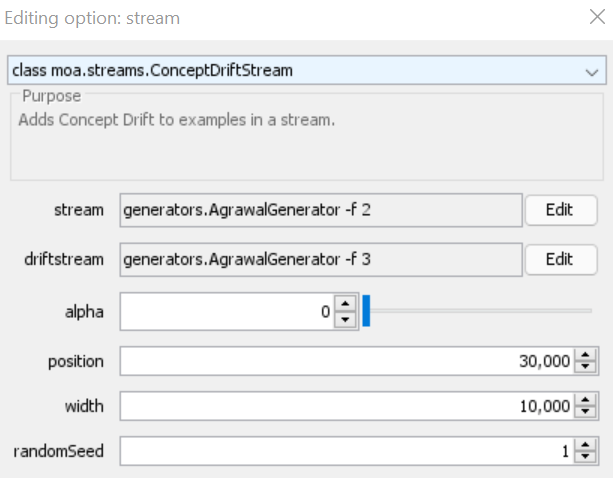 Editing option: stream
class moa.streams.ConceptDriftStream
Purpose
Adds Concept Drift to examples in a stream.
stream generators.AgrawalGenerator -f 2 Edit
driftstream generators.AgrawalGenerator -f 3 Edit
alpha 0
position 30,000
width 10,000
randomSeed 1